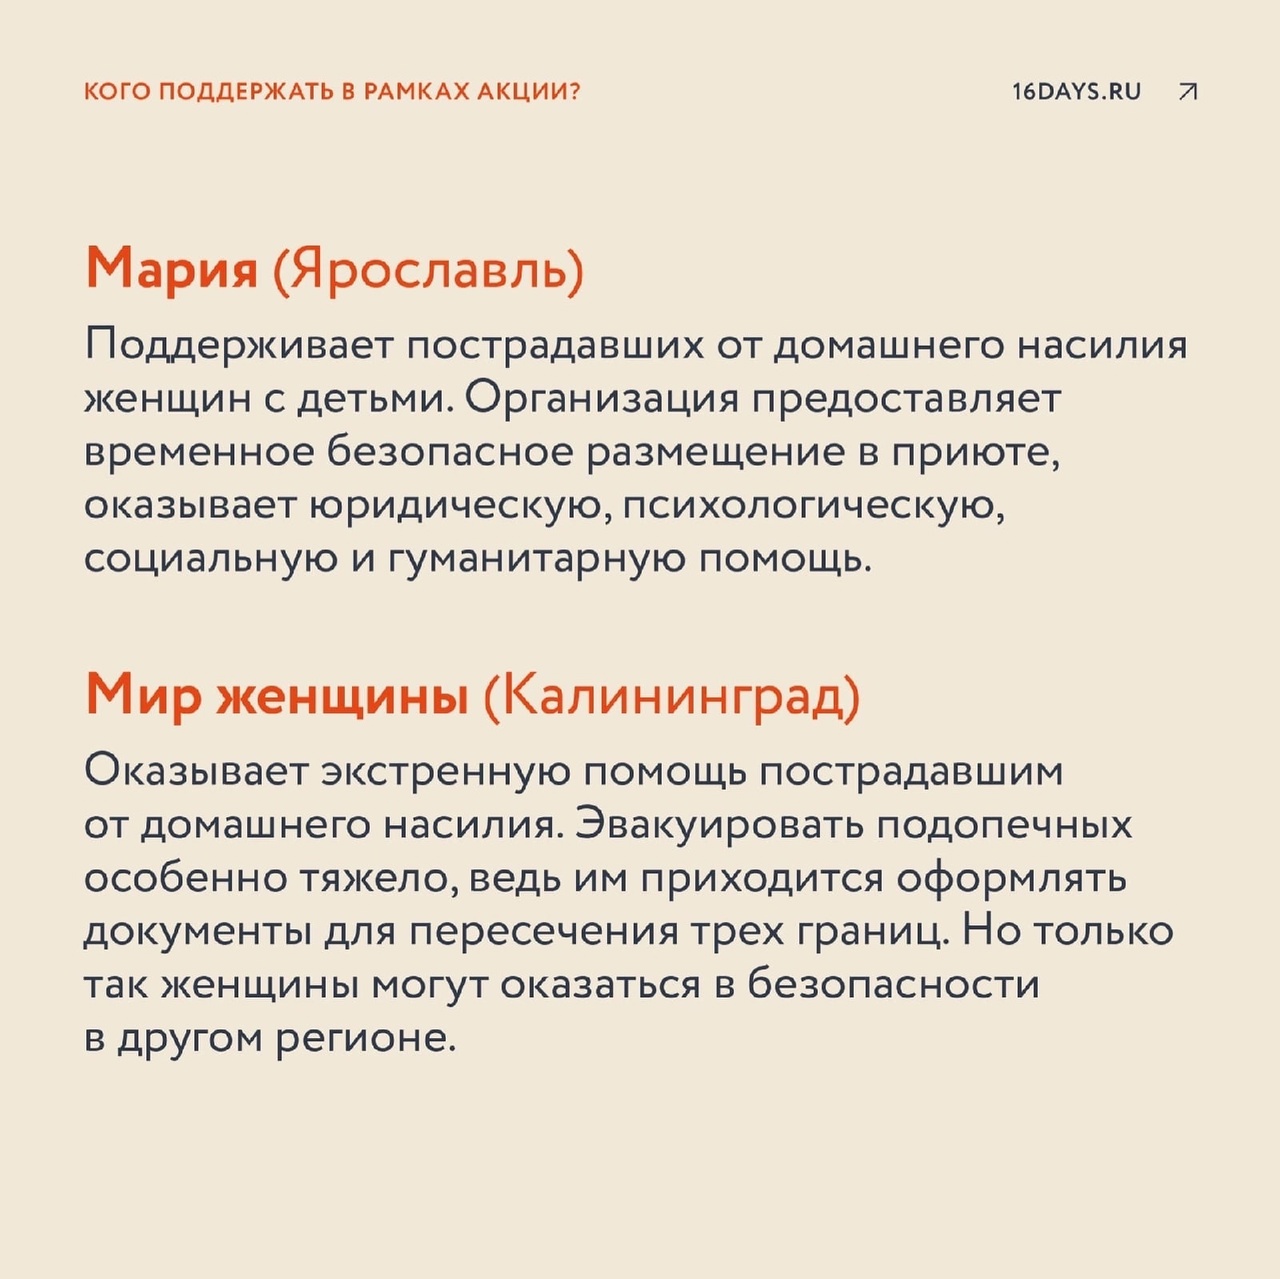 КОГО ПОДДЕРЖАТЬ В РАМКАХ АКЦИИ?
16DAYS.RU
Мария (Ярославль)
Поддерживает пострадавших от домашнего насилия
женщин с детьми. Организация предоставляет
временное безопасное размещение в приюте,
оказывает юридическую, психологическую,
социальную и гуманитарную помощь.
Мир женщины (Калининград)
Оказывает экстренную помощь пострадавшим
от домашнего насилия. Эвакуировать подопечных
особенно тяжело, ведь им приходится оформлять
документы для пересечения трех границ. Но только
так женщины могут оказаться в безопасности
в другом регионе.